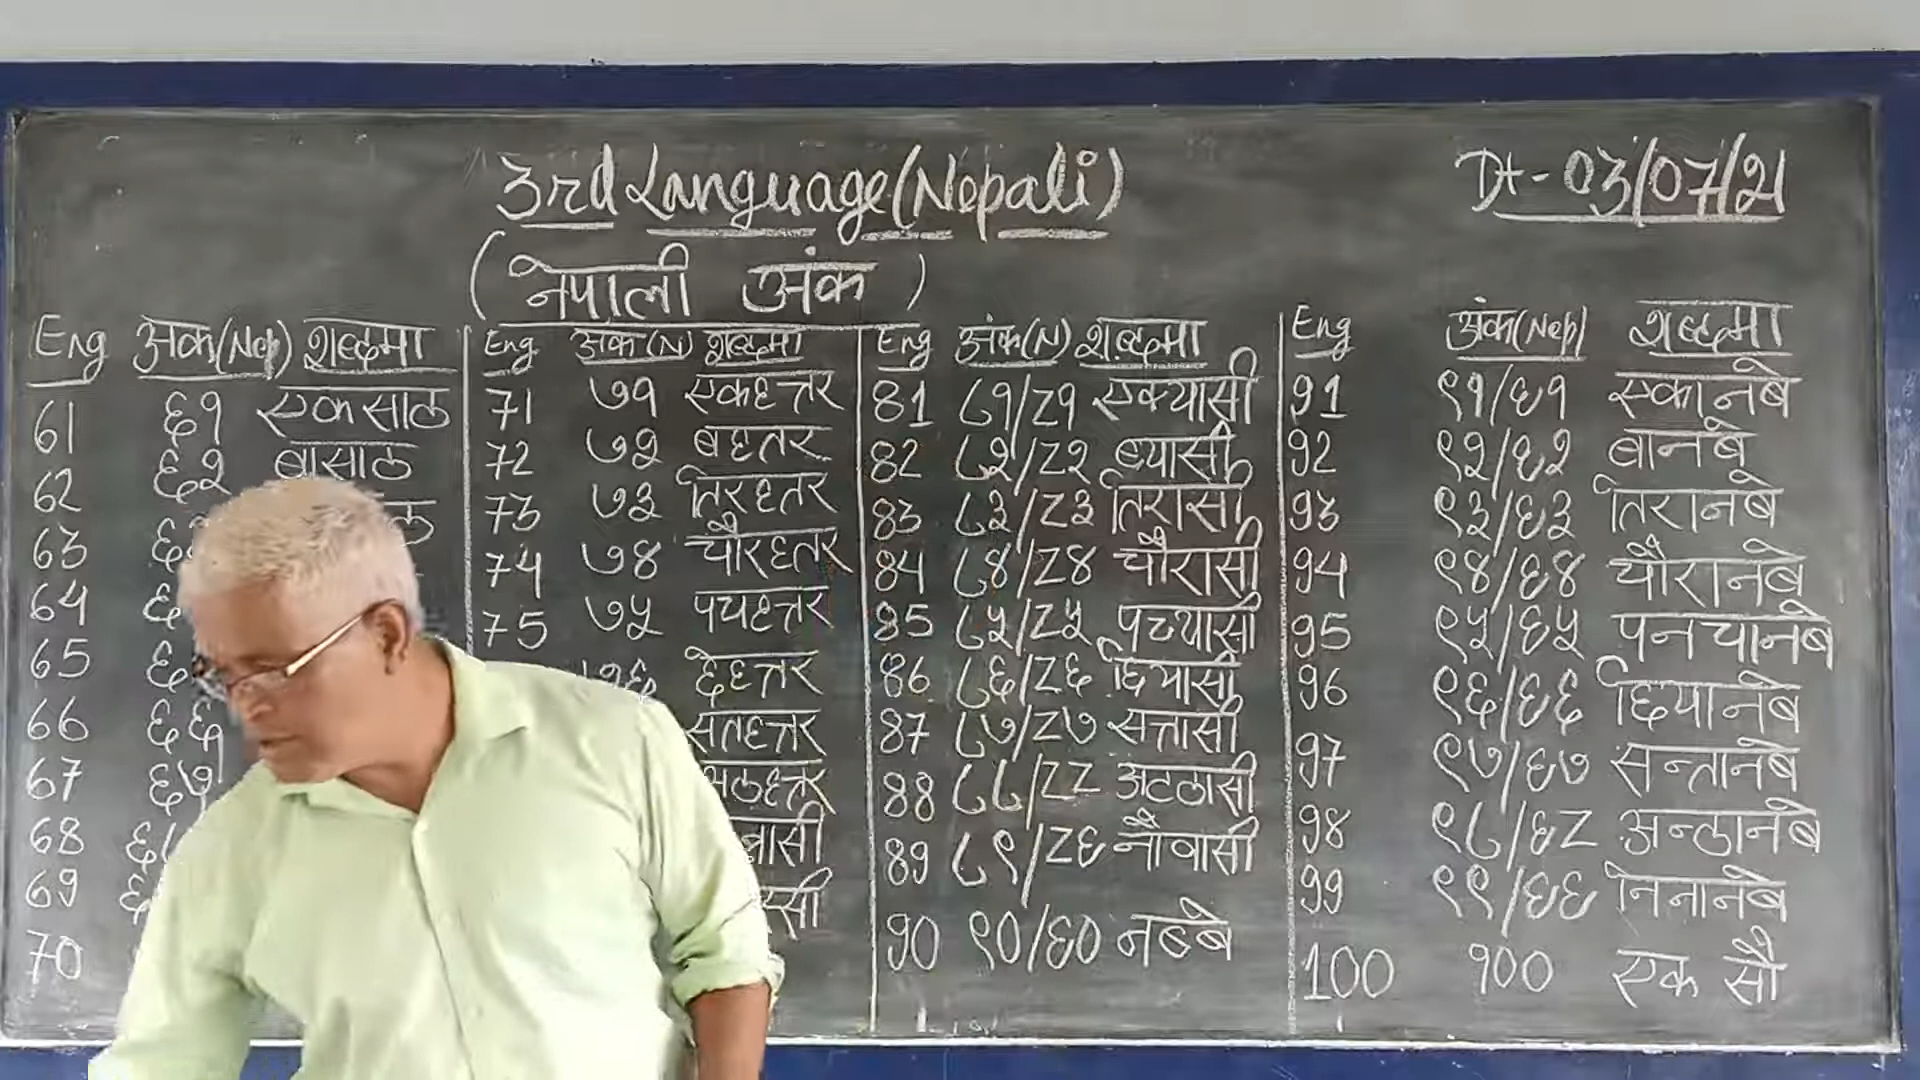 3rd Language (Nepali)
Dt - 03/07/21
(नेपाली अंक)
Eng अंक(Nep) शब्दमा
61 ६१ एकसाठ
62 ६२ बासाठ
63
64
65
66 ६६
67 ६७
68
69
70
Eng अंक(N) शब्दमा
71 ७१ एकहत्तर
72 ७२ बहत्तर
73 ७३ तिरहत्तर
74 ७४ चौरहत्तर
75 ७५ पचहत्तर
७६ देहत्तर
सतहत्तर
Eng अंक(N) शब्दमा
81 ८१/८१ एक्यासी
82 ८२/८२ ब्यासी
83 ८३/८३ तिरासी
84 ८४/८४ चौरासी
85 ८५/८५ पच्यासी
86 ८६/८६ छियासी
87 ८७/८७ सत्तासी
88 ८८/८८ अटठासी
89 ८९/८९ नौवासी
90 ९०/९० नब्बे
Eng अंक(Nep) शब्दमा
91 ९१/९१ एकानबे
92 ९२/९२ बानबे
93 ९३/९३ तिरानबे
94 ९४/९४ चौरानबे
95 ९५/९५ पनचानबे
96 ९६/९६ छियानबे
97 ९७/९७ सन्तानबे
98 ९८/९८ अन्ठानबे
99 ९९/९९ निनानबे
100 १०० एक सौ